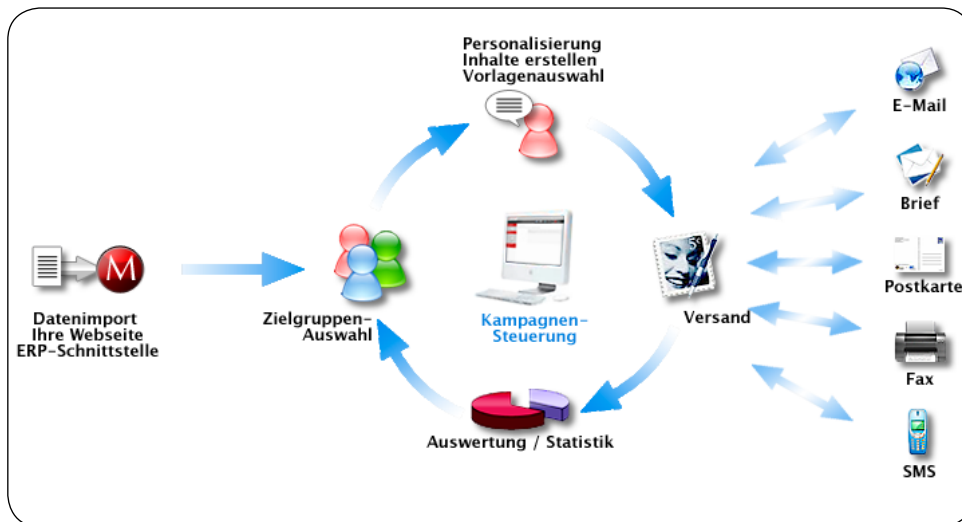 Personalisierung
Inhalte erstellen
Vorlagenauswahl
E-Mail
Brief
M
Postkarte
Datenimport
Ihre Webseite
ERP-Schnittstelle
Zielgruppen-
Auswahl
Kampagnen-
Steuerung
Versand
Fax
Auswertung / Statistik
SMS